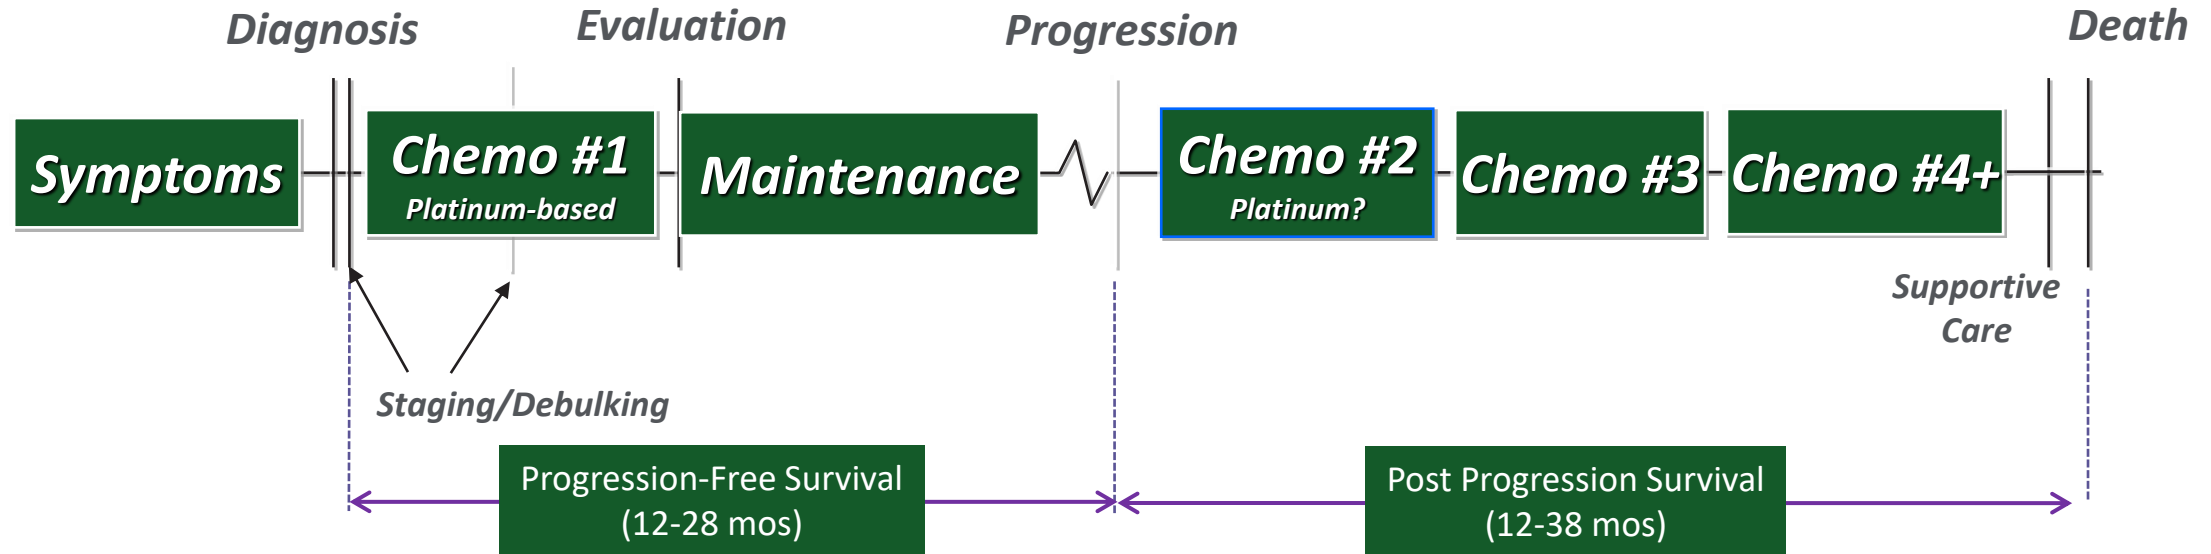 Diagnosis
Evaluation
Progression
Death
Symptoms
Chemo #1
Platinum-based
Maintenance
Chemo #2
Platinum?
Chemo #3
Chemo #4+
Supportive
Care
Staging/Debulking
Progression-Free Survival
(12-28 mos)
Post Progression Survival
(12-38 mos)